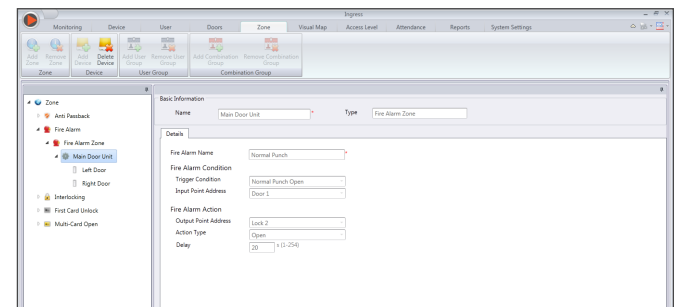 Ingress
Monitoring Device User Doors Zone Visual Map Access Level Attendance Reports System Settings
Add Zone Remove Zone Add Device Delete Device Add User Group Remove User Group Add Combination Group Remove Combination Group
Zone Device User Group Combination Group
Zone
Anti Passback
Fire Alarm
Fire Alarm Zone
Main Door Unit
Left Door
Right Door
Interlocking
First Card Unlock
Multi-Card Open
Basic Information
Name Main Door Unit * Type Fire Alarm Zone
Details
Fire Alarm Name Normal Punch *
Fire Alarm Condition
Trigger Condition Normal Punch Open
Input Point Address Door 1
Fire Alarm Action
Output Point Address Lock 2
Action Type Open
Delay 20 s (1-254)